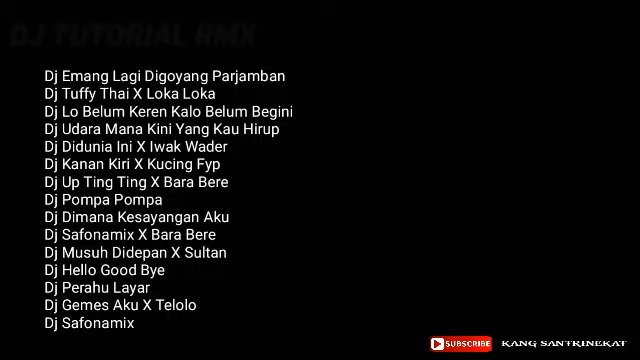 DJ TUTORIAL RMX
Dj Emang Lagi Digoyang Parjamban
Dj Tuffy Thai X Loka Loka
Dj Lo Belum Keren Kalo Belum Begini
Dj Udara Mana Kini Yang Kau Hirup
Dj Didunia Ini X Iwak Wader
Dj Kanan Kiri X Kucing Fyp
Dj Up Ting Ting X Bara Bere
Dj Pompa Pompa
Dj Dimana Kesayangan Aku
Dj Safonamix X Bara Bere
Dj Musuh Didepan X Sultan
Dj Hello Good Bye
Dj Perahu Layar
Dj Gemes Aku X Telolo
Dj Safonamix
SUBSCRIBE KANG SANTRINEKAT